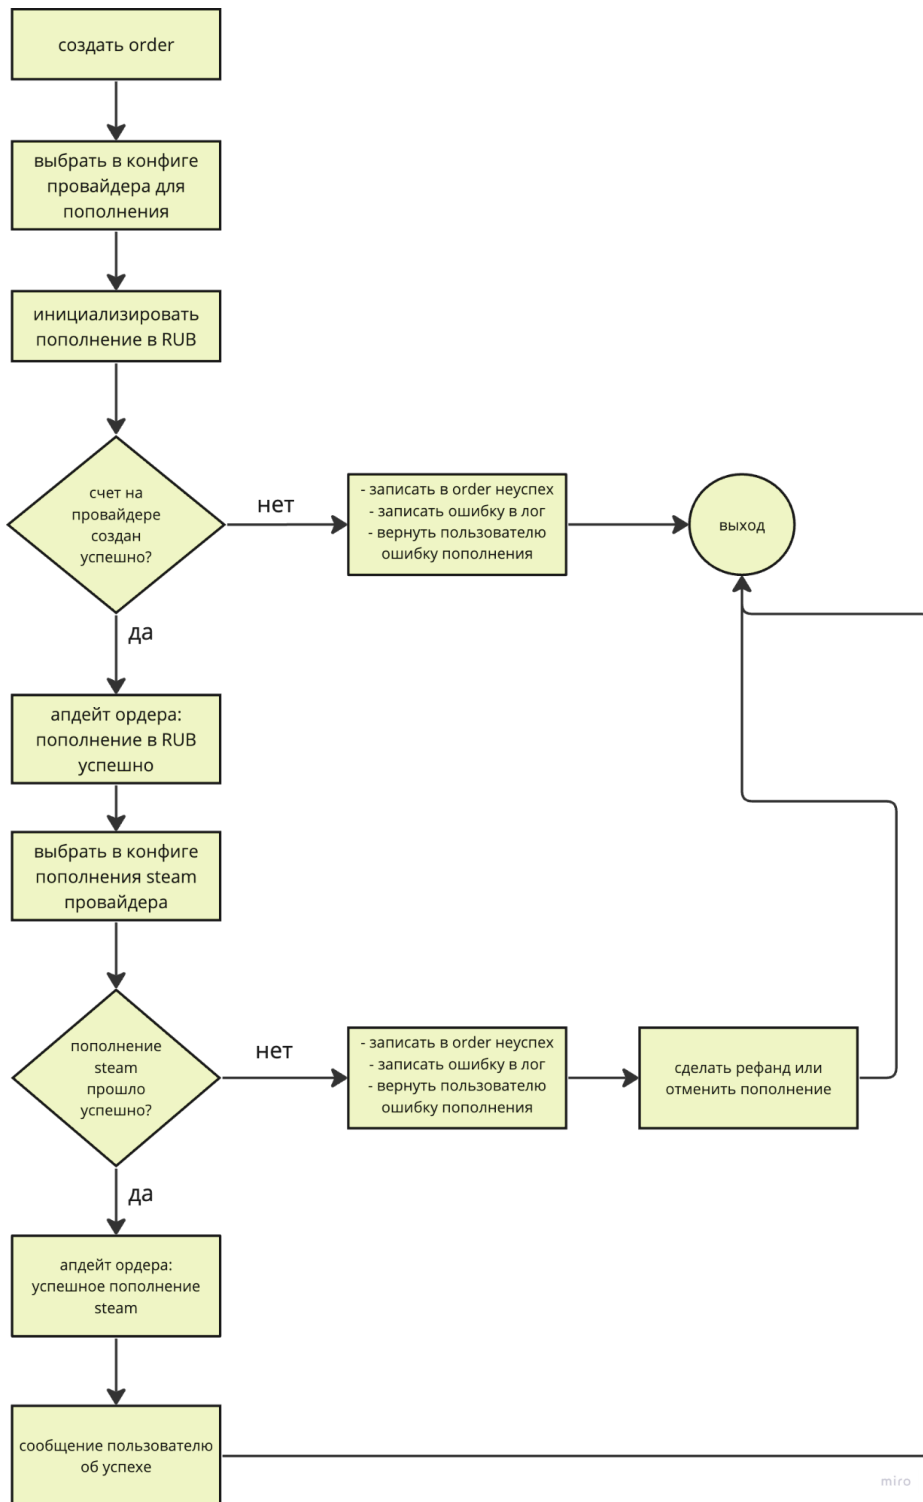 создать order
выбрать в конфиге
провайдера для
пополнения
инициализировать
пополнение в RUB
счет на
провайдере
создан
успешно?
нет
- записать в order неуспех
- записать ошибку в лог
- вернуть пользователю
ошибку пополнения
выход
да
апдейт ордера:
пополнение в RUB
успешно
выбрать в конфиге
пополнения steam
провайдера
пополнение
steam
прошло
успешно?
нет
- записать в order неуспех
- записать ошибку в лог
- вернуть пользователю
ошибку пополнения
сделать рефанд или
отменить пополнение
да
апдейт ордера:
успешное пополнение
steam
сообщение пользователю
об успехе
miro